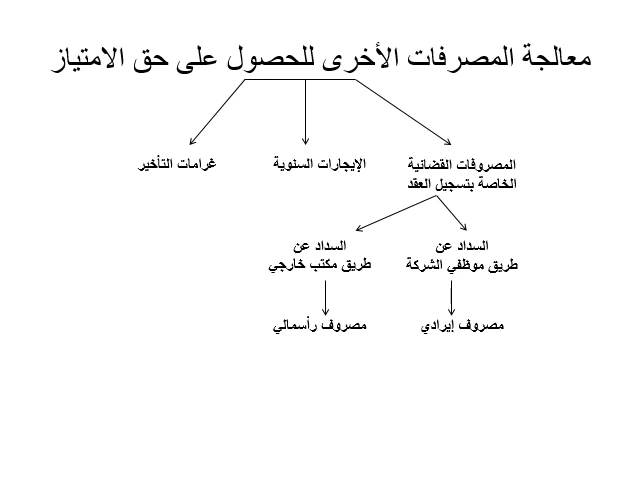 معالجة المصرفات الأخرى للحصول على حق الامتياز
المصروفات القضائية
الخاصة بتسجيل العقد
الإيجارات السنوية
غرامات التأخير
السداد عن
طريق موظفي الشركة
السداد عن
طريق مكتب خارجي
مصروف إيرادي
مصروف رأسمالي